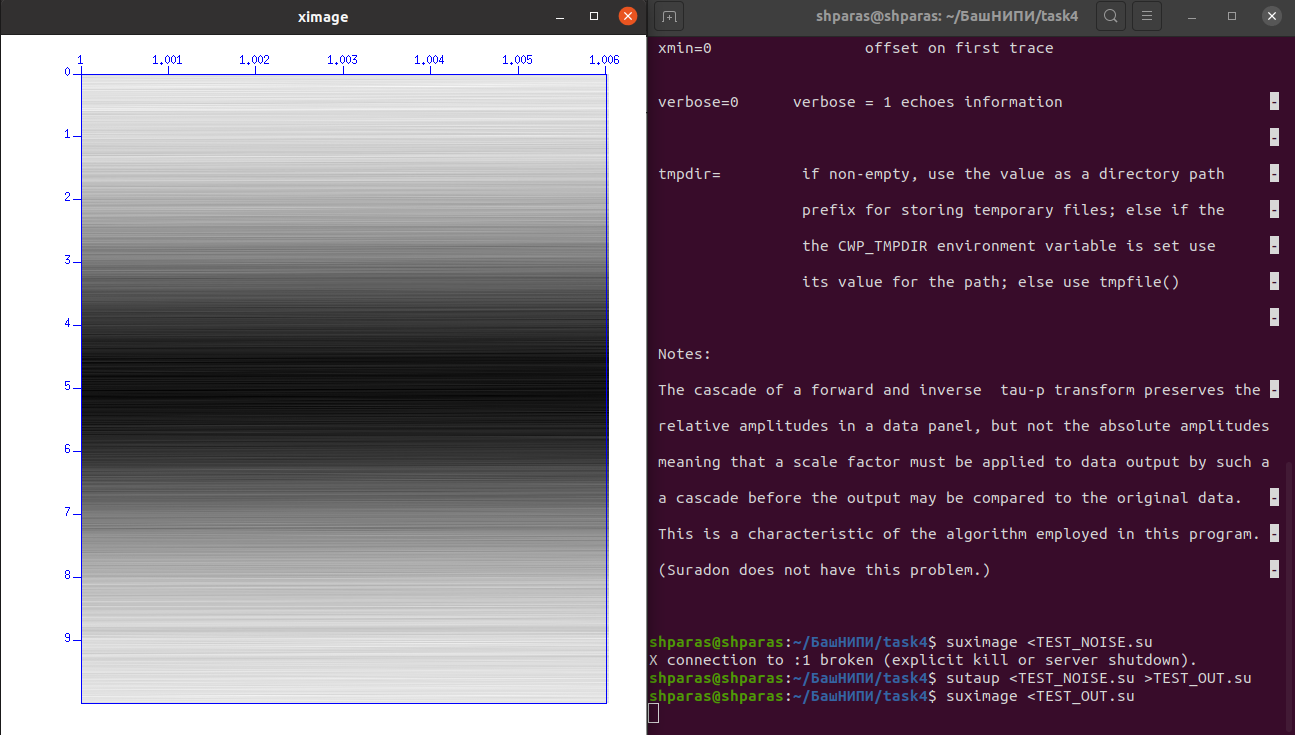 ximage
1 1.001 1.002 1.003 1.004 1.005 1.006
0
1
2
3
4
5
6
7
8
9
shparas@shparas: ~/БашНИПИ/task4
xmin=0 offset on first trace
verbose=0 verbose = 1 echoes information -
-
tmpdir= if non-empty, use the value as a directory path -
prefix for storing temporary files; else if the -
the CWP_TMPDIR environment variable is set use -
its value for the path; else use tmpfile() -
-
Notes:
The cascade of a forward and inverse tau-p transform preserves the -
relative amplitudes in a data panel, but not the absolute amplitudes
meaning that a scale factor must be applied to data output by such a
a cascade before the output may be compared to the original data. -
This is a characteristic of the algorithm employed in this program. -
(Suradon does not have this problem.) -
shparas@shparas:~/БашНИПИ/task4$ suximage <TEST_NOISE.su
X connection to :1 broken (explicit kill or server shutdown).
shparas@shparas:~/БашНИПИ/task4$ sutaup <TEST_NOISE.su >TEST_OUT.su
shparas@shparas:~/БашНИПИ/task4$ suximage <TEST_OUT.su